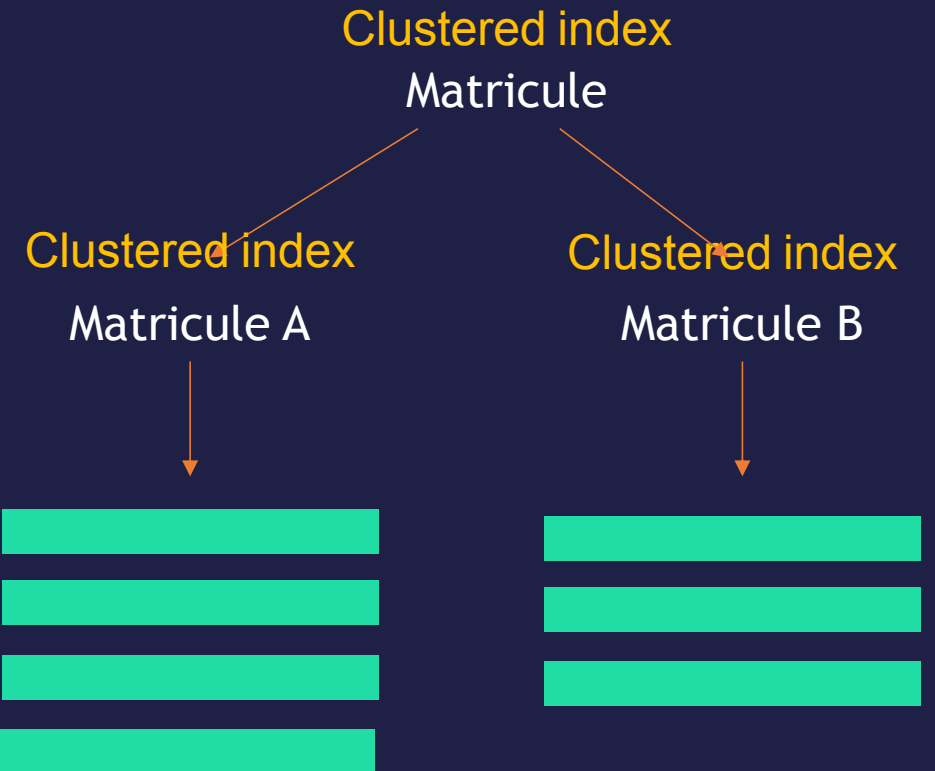 Clustered index
Matricule
Clustered index
Clustered index
Matricule A
Matricule B